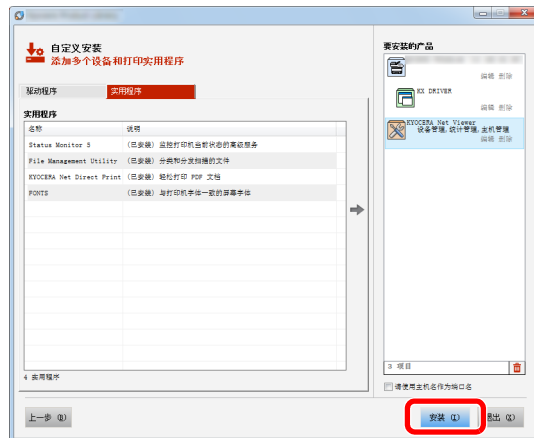 自定义安装
添加多个设备和打印实用程序
驱动程序
实用程序
实用程序
名称
说明
Status Monitor 5 (已安装) 监控打印机当前状态的高级服务
File Management Utility (已安装) 分类和分发扫描的文件
KYOCERA Net Direct Print (已安装) 轻松打印 PDF 文档
FONTS (已安装) 与打印机字体一致的屏幕字体
4 实用程序
要安装的产品
编辑 删除
KX DRIVER
编辑 删除
KYOCERA Net Viewer
设备管理,统计管理,主机管理
编辑 删除
3 项目
请使用主机名作为端口名
上一步 (B)
安装 (I)
退出 (X)